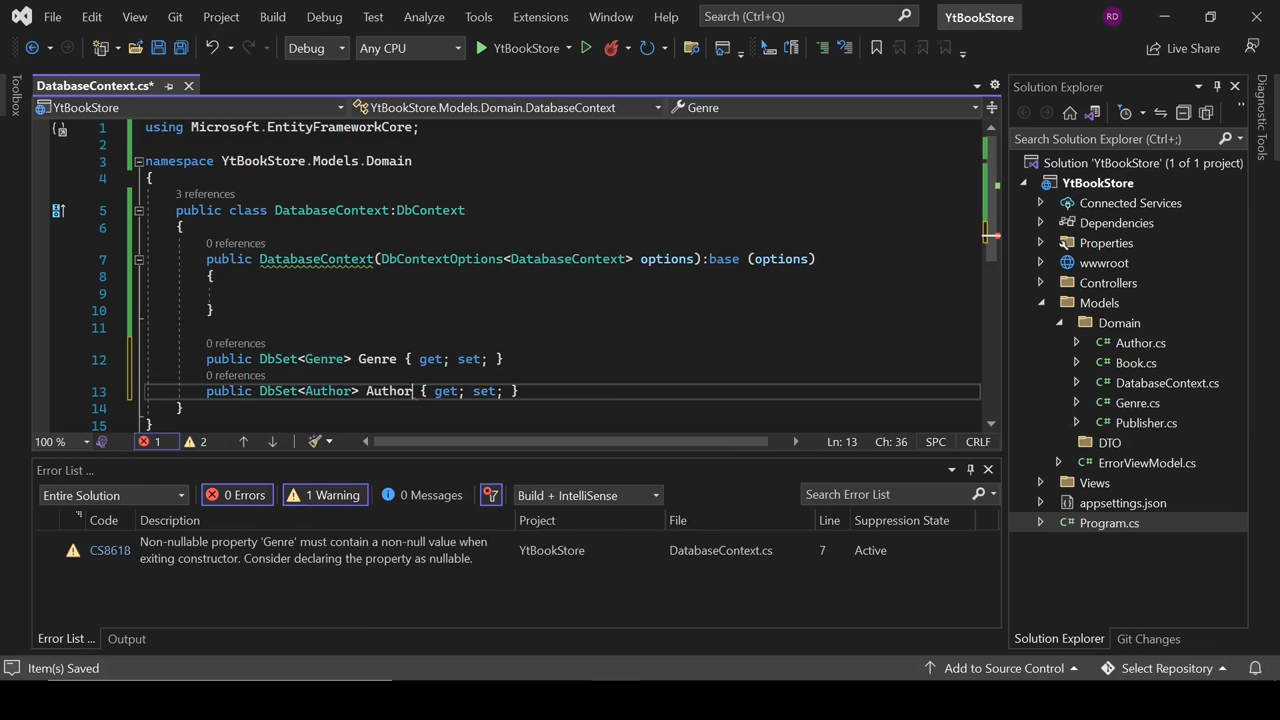 File Edit View Git Project Build Debug Test Analyze Tools Extensions Window Help Search (Ctrl+Q) YtBookStore RD
Debug Any CPU YtBookStore Live Share
Toolbox
DatabaseContext.cs*
YtBookStore YtBookStore.Models.Domain.DatabaseContext Genre
1 using Microsoft.EntityFrameworkCore;
2
3 namespace YtBookStore.Models.Domain
4 {
3 references
5 public class DatabaseContext:DbContext
6 {
0 references
7 public DatabaseContext(DbContextOptions<DatabaseContext> options):base (options)
8 {
9
10 }
11
0 references
12 public DbSet<Genre> Genre { get; set; }
0 references
13 public DbSet<Author> Author { get; set; }
14 }
15 }
100 % 1 2 Ln: 13 Ch: 36 SPC CRLF
Error List ...
Entire Solution 0 Errors 1 Warning 0 Messages Build + IntelliSense Search Error List
Code Description Project File Line Suppression State
CS8618 Non-nullable property 'Genre' must contain a non-null value when exiting constructor. Consider declaring the property as nullable. YtBookStore DatabaseContext.cs 7 Active
Error List ... Output
Solution Explorer
Search Solution Explorer (Ctrl+;)
Solution 'YtBookStore' (1 of 1 project)
YtBookStore
Connected Services
Dependencies
Properties
wwwroot
Controllers
Models
Domain
C# Author.cs
C# Book.cs
C# DatabaseContext.cs
C# Genre.cs
C# Publisher.cs
DTO
C# ErrorViewModel.cs
Views
appsettings.json
C# Program.cs
Solution Explorer Git Changes
Diagnostic Tools
Item(s) Saved Add to Source Control Select Repository